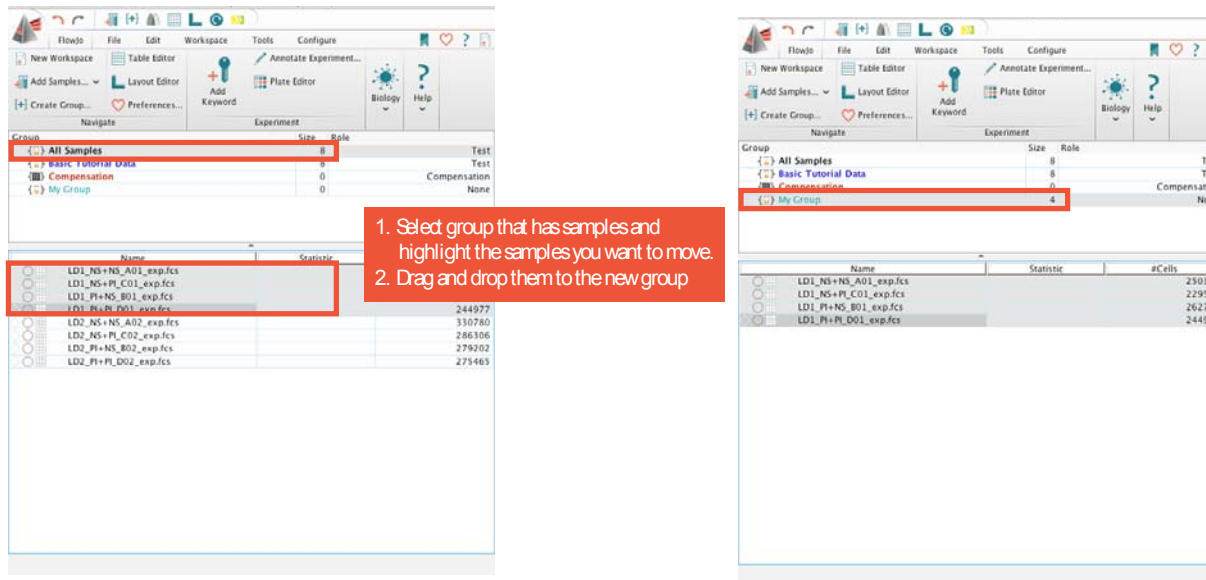 FlowJo File Edit Workspace Tools Configure
New Workspace Table Editor Annotate Experiment...
Add Samples... Layout Editor Add Keyword Plate Editor Biology Help
{+} Create Group... Preferences...
Navigate Experiment
Group Size Role
All Samples 8 Test
Basic Tutorial Data 8 Test
Compensation 0 Compensation
My Group 0 None
Name Statistic
LD1_NS+NS_A01_exp.fcs
LD1_NS+PI_C01_exp.fcs
LD1_PI+NS_B01_exp.fcs
LD1_PI+PI_D01_exp.fcs 244977
LD2_NS+NS_A02_exp.fcs 330780
LD2_NS+PI_C02_exp.fcs 286306
LD2_PI+NS_B02_exp.fcs 279202
LD2_PI+PI_D02_exp.fcs 275465
1. Select group that has samples and
highlight the samples you want to move.
2. Drag and drop them to the new group
FlowJo File Edit Workspace Tools Configure
New Workspace Table Editor Annotate Experiment...
Add Samples... Layout Editor Add Keyword Plate Editor Biology Help
{+} Create Group... Preferences...
Navigate Experiment
Group Size Role
All Samples 8 T
Basic Tutorial Data 8 T
Compensation 0 Compensat
My Group 4 No
Name Statistic #Cells
LD1_NS+NS_A01_exp.fcs 2501
LD1_NS+PI_C01_exp.fcs 2295
LD1_PI+NS_B01_exp.fcs 2627
LD1_PI+PI_D01_exp.fcs 2449